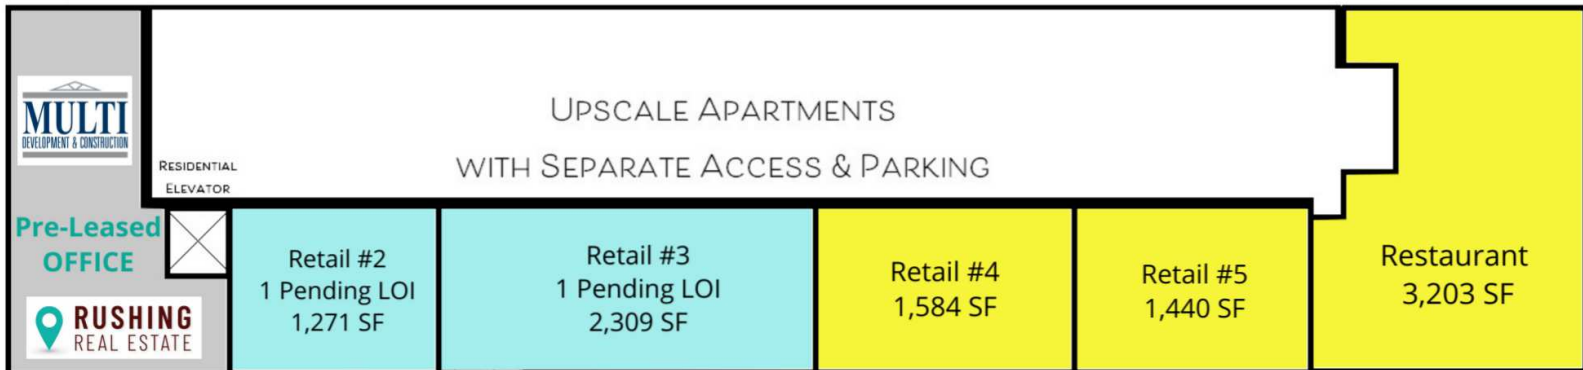 MULTI
DEVELOPMENT & CONSTRUCTION
Pre-Leased
OFFICE
RUSHING
REAL ESTATE
RESIDENTIAL
ELEVATOR
UPSCALE APARTMENTS
WITH SEPARATE ACCESS & PARKING
Retail #2
1 Pending LOI
1,271 SF
Retail #3
1 Pending LOI
2,309 SF
Retail #4
1,584 SF
Retail #5
1,440 SF
Restaurant
3,203 SF